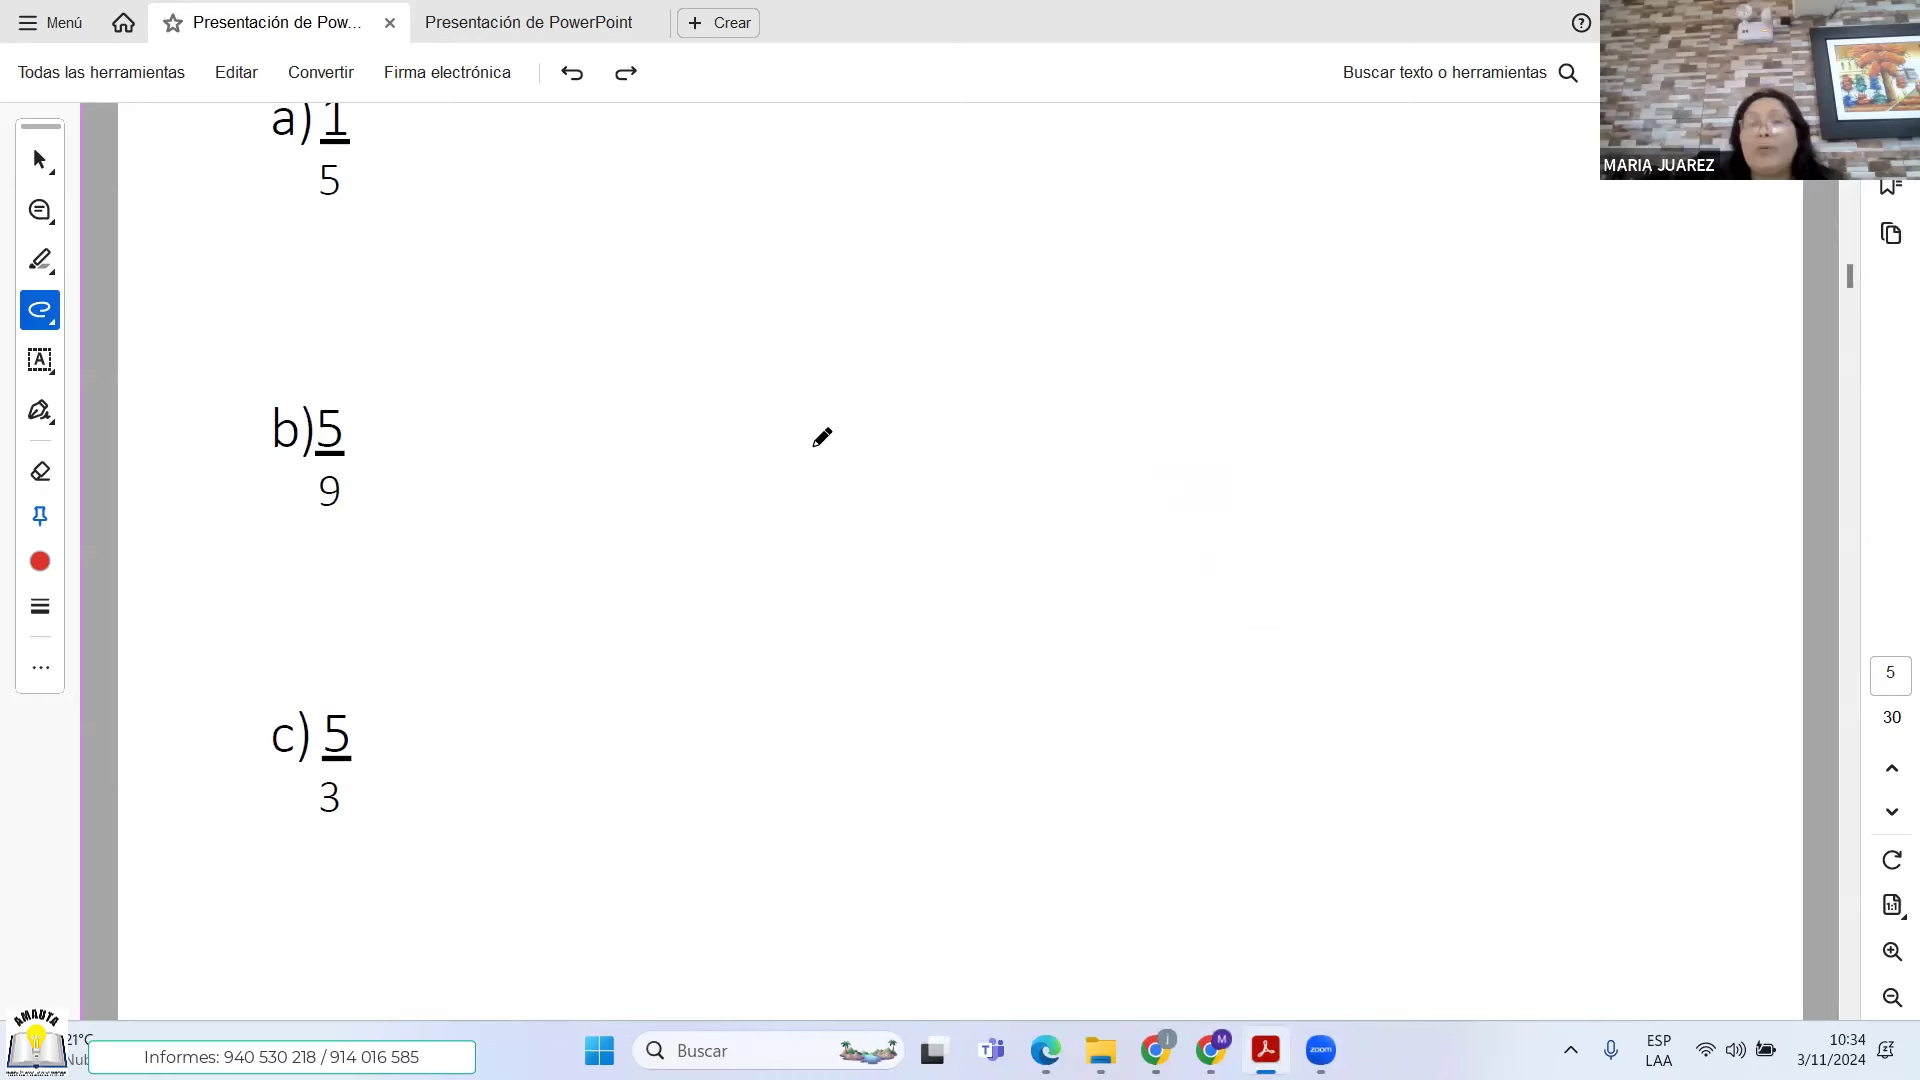 Menú
Presentación de Pow...
Presentación de PowerPoint
Crear
Todas las herramientas
Editar
Convertir
Firma electrónica
Buscar texto o herramientas
MARIA JUAREZ
a) 1
5
b) 5
9
c) 5
3
5
30
AMAUTA
21°C
Nub
Informes: 940 530 218 / 914 016 585
Buscar
zoom
ESP
LAA
10:34
3/11/2024